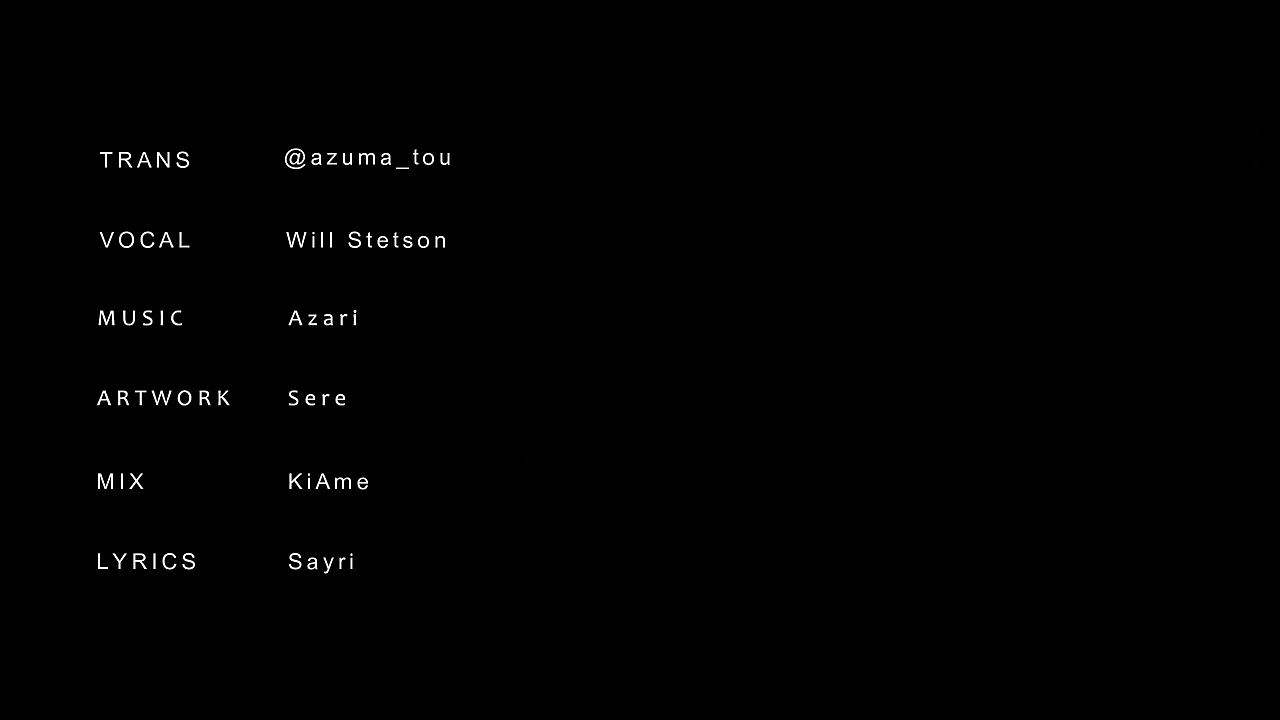 TRANS @azuma_tou
VOCAL Will Stetson
MUSIC Azari
ARTWORK Sere
MIX KiAme
LYRICS Sayri